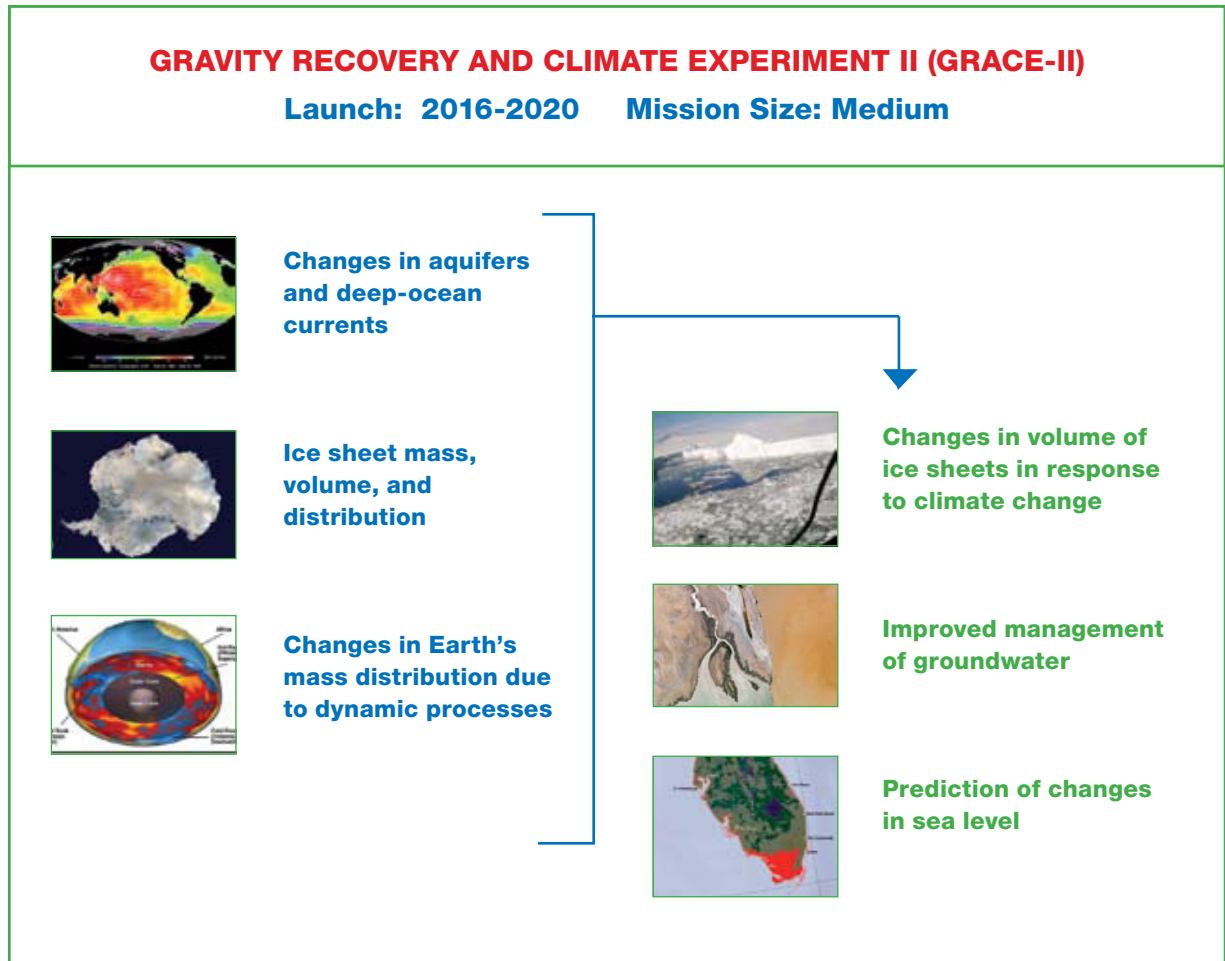 GRAVITY RECOVERY AND CLIMATE EXPERIMENT II (GRACE-II)
Launch: 2016-2020 Mission Size: Medium
Changes in aquifers
and deep-ocean
currents
Ice sheet mass,
volume, and
distribution
Changes in Earth’s
mass distribution due
to dynamic processes
Changes in volume of
ice sheets in response
to climate change
Improved management
of groundwater
Prediction of changes
in sea level